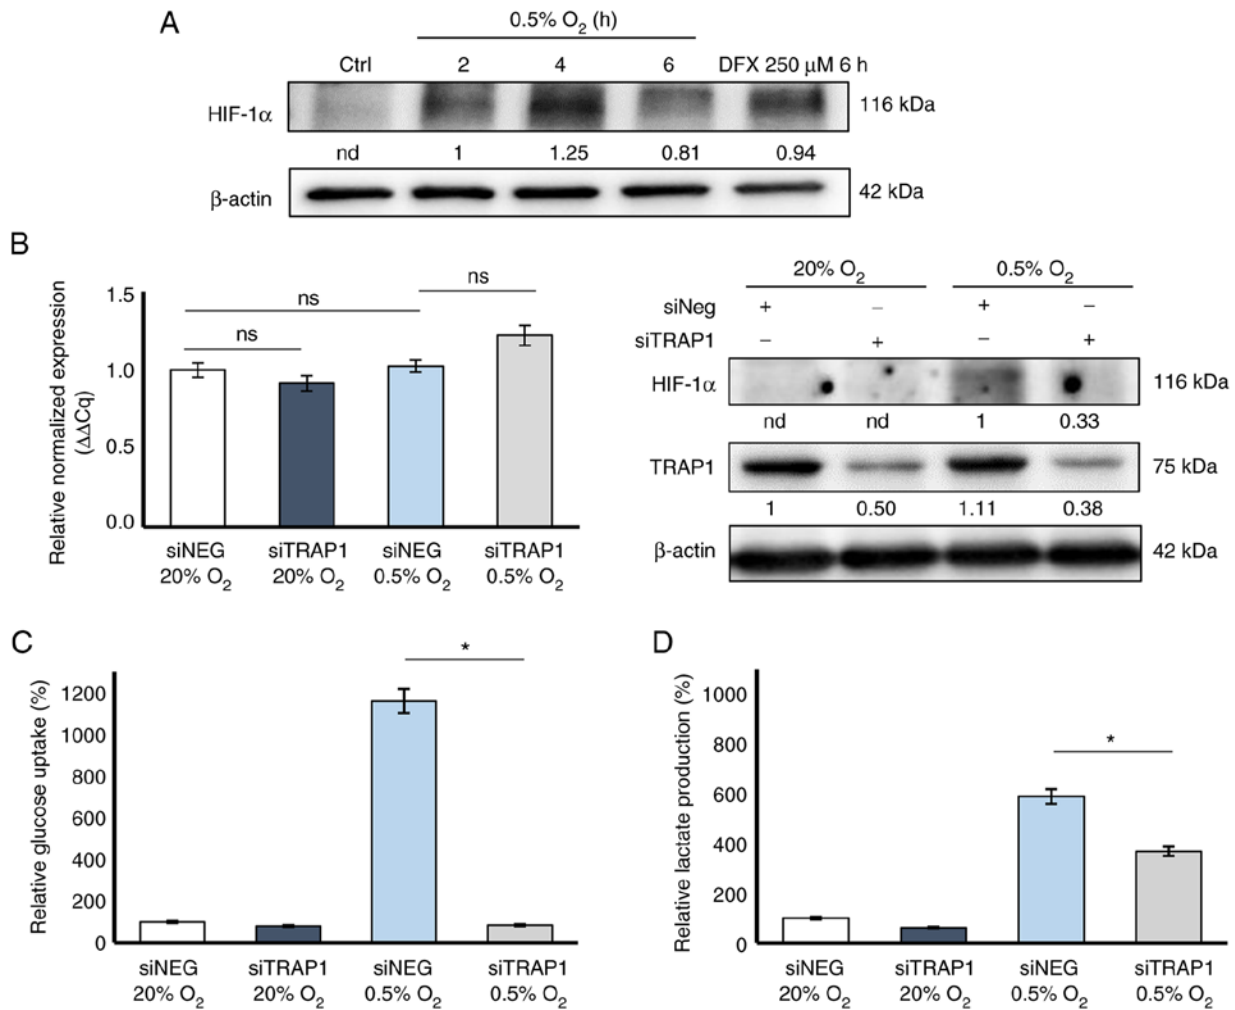 A
0.5% O₂ (h)
Ctrl 2 4 6 DFX 250 μM 6 h
HIF-1α 116 kDa
nd 1 1.25 0.81 0.94
β-actin 42 kDa
B
Relative normalized expression
(ΔΔCq)
1.5
1.0
0.5
0.0
ns
ns
ns
siNEG siTRAP1 siNEG siTRAP1
20% O₂ 20% O₂ 0.5% O₂ 0.5% O₂
20% O₂ 0.5% O₂
siNeg + – + –
siTRAP1 – + – +
HIF-1α 116 kDa
nd nd 1 0.33
TRAP1 75 kDa
1 0.50 1.11 0.38
β-actin 42 kDa
C
Relative glucose uptake (%)
1200
1000
800
600
400
200
0
*
siNEG siTRAP1 siNEG siTRAP1
20% O₂ 20% O₂ 0.5% O₂ 0.5% O₂
D
Relative lactate production (%)
1000
800
600
400
200
0
*
siNEG siTRAP1 siNEG siTRAP1
20% O₂ 20% O₂ 0.5% O₂ 0.5% O₂